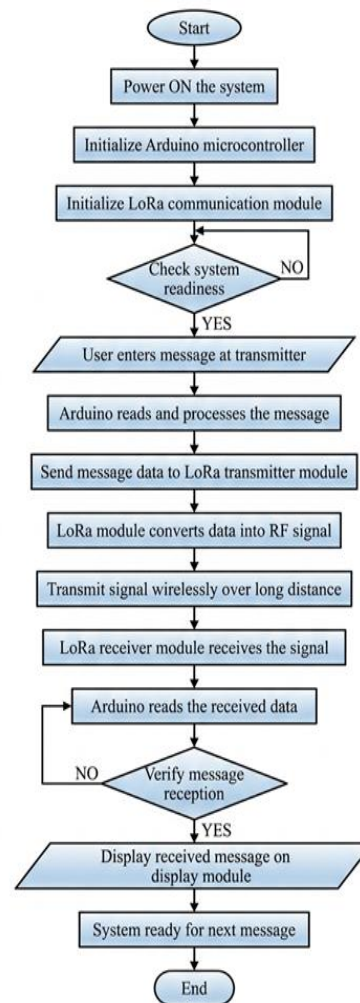 Start
Power ON the system
Initialize Arduino microcontroller
Initialize LoRa communication module
Check system
readiness
NO
YES
User enters message at transmitter
Arduino reads and processes the message
Send message data to LoRa transmitter module
LoRa module converts data into RF signal
Transmit signal wirelessly over long distance
LoRa receiver module receives the signal
Arduino reads the received data
NO
Verify message
reception
YES
Display received message on
display module
System ready for next message
End